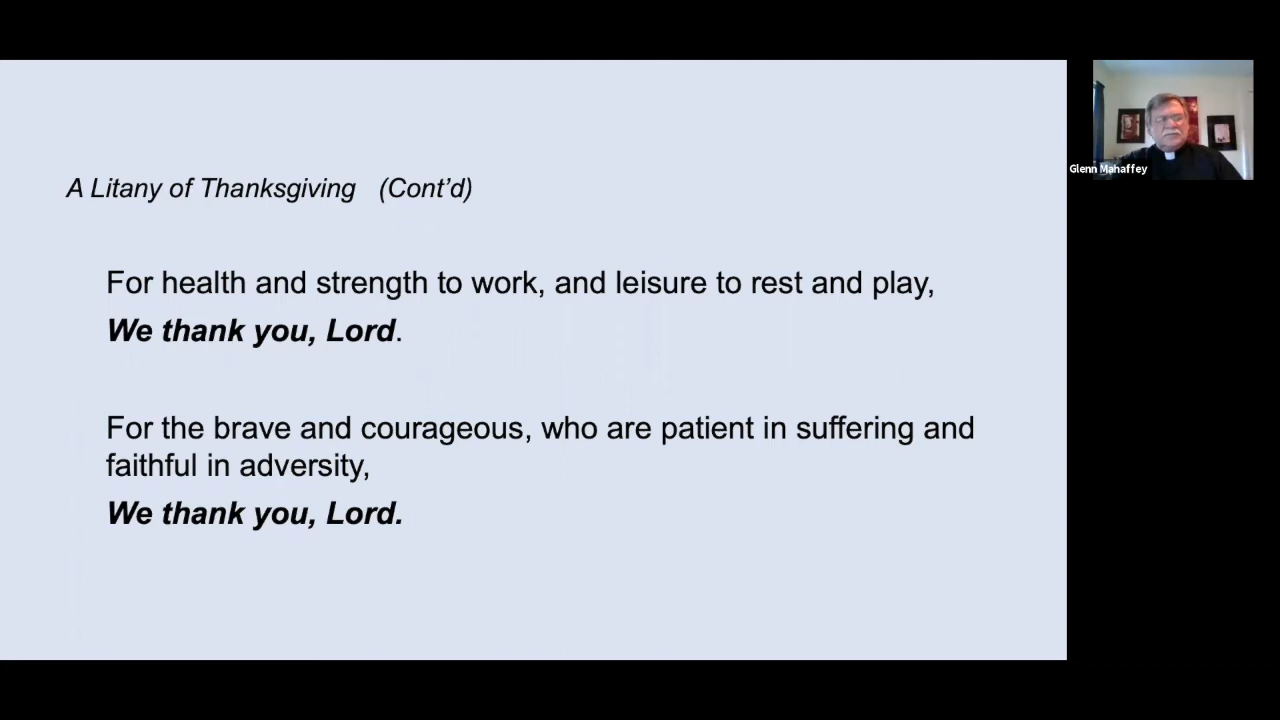 A Litany of Thanksgiving (Cont’d)
For health and strength to work, and leisure to rest and play,
We thank you, Lord.
For the brave and courageous, who are patient in suffering and
faithful in adversity,
We thank you, Lord.
Glenn Mahaffey